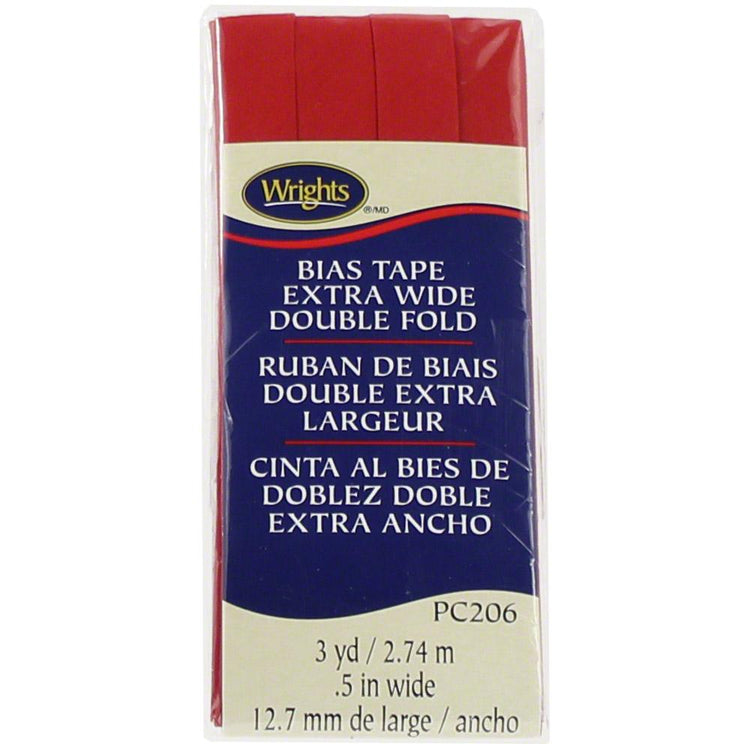 Wrights
®/MD
BIAS TAPE
EXTRA WIDE
DOUBLE FOLD
RUBAN DE BIAIS
DOUBLE EXTRA
LARGEUR
CINTA AL BIES DE
DOBLEZ DOBLE
EXTRA ANCHO
PC206
3 yd / 2.74 m
.5 in wide
12.7 mm de large / ancho